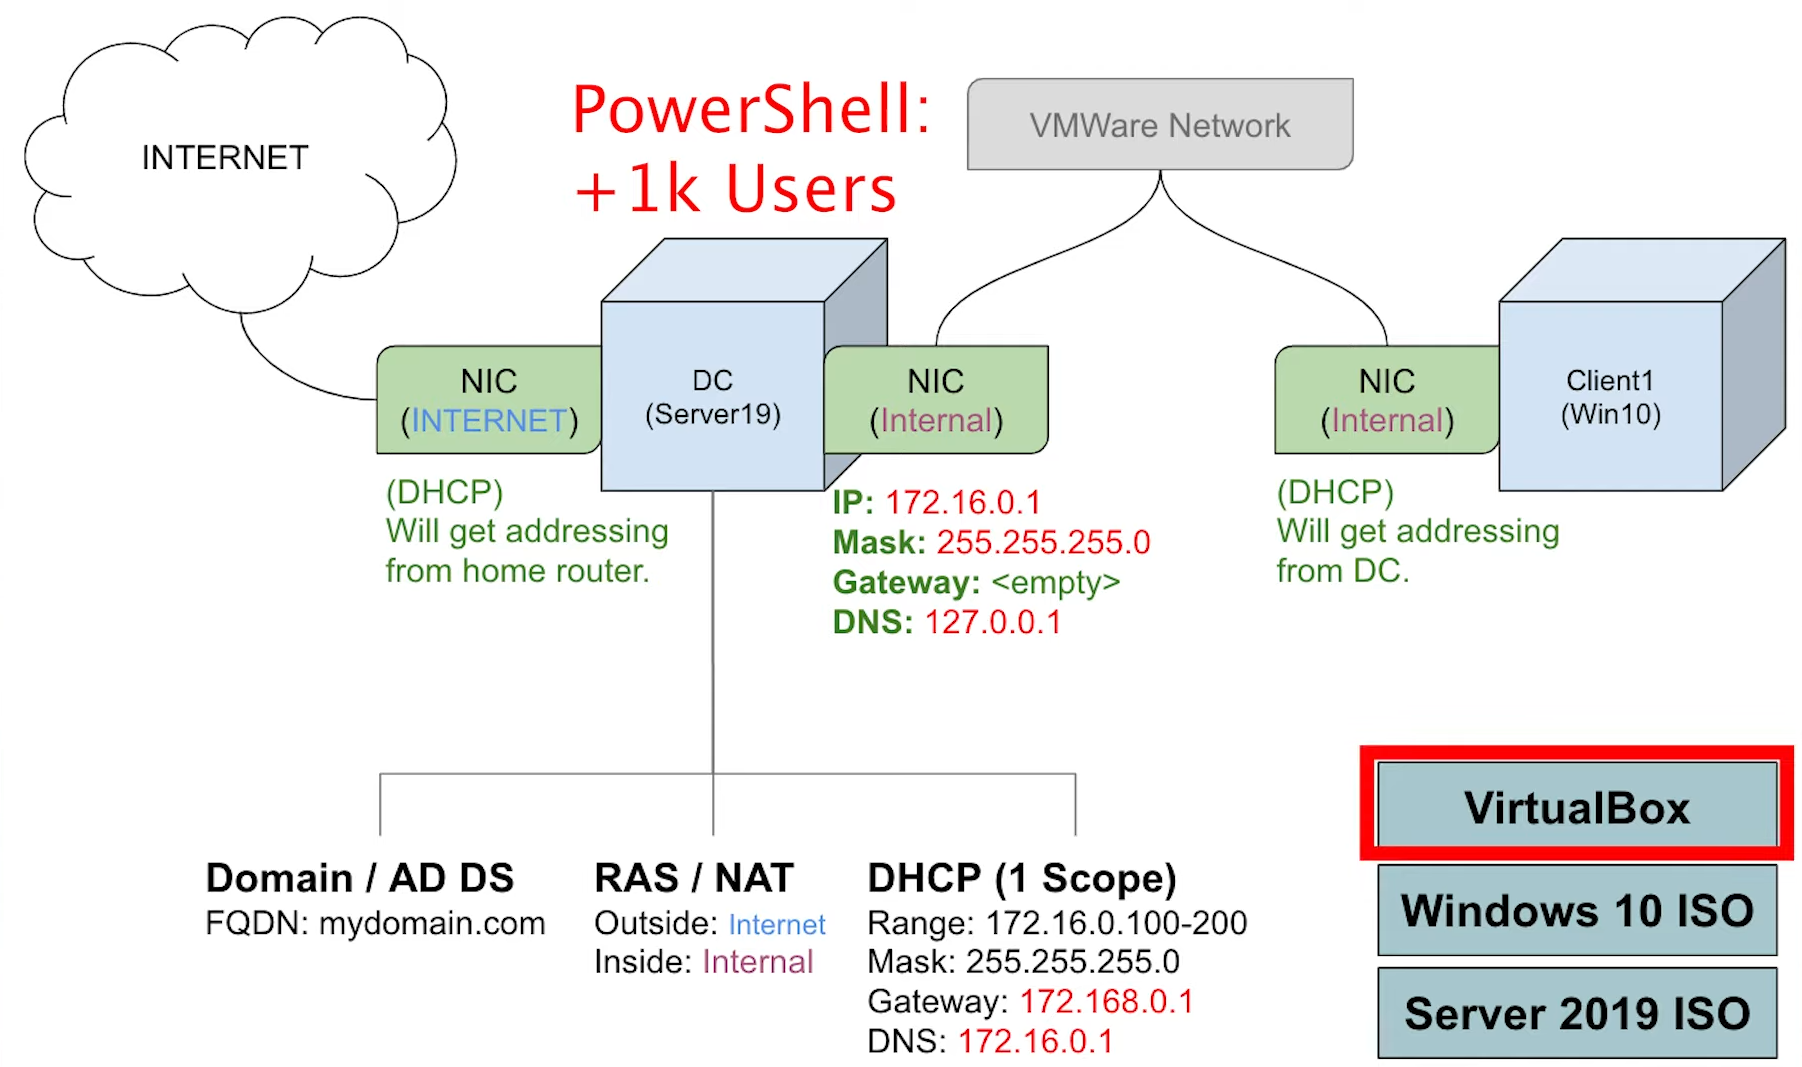 INTERNET
PowerShell:
+1k Users
VMWare Network
NIC
(INTERNET)
DC
(Server19)
NIC
(Internal)
NIC
(Internal)
Client1
(Win10)
(DHCP)
Will get addressing
from home router.
IP: 172.16.0.1
Mask: 255.255.255.0
Gateway: <empty>
DNS: 127.0.0.1
(DHCP)
Will get addressing
from DC.
Domain / AD DS
FQDN: mydomain.com
RAS / NAT
Outside: Internet
Inside: Internal
DHCP (1 Scope)
Range: 172.16.0.100-200
Mask: 255.255.255.0
Gateway: 172.168.0.1
DNS: 172.16.0.1
VirtualBox
Windows 10 ISO
Server 2019 ISO